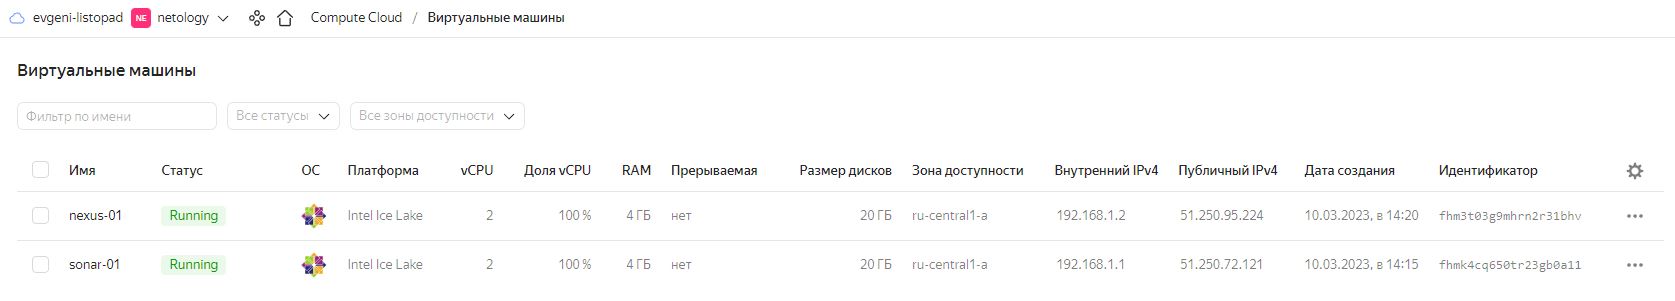 evgeni-listopad NE netology Compute Cloud / Виртуальные машины
Виртуальные машины
Фильтр по имени Все статусы Все зоны доступности
Имя Статус ОС Платформа vCPU Доля vCPU RAM Прерываемая Размер дисков Зона доступности Внутренний IPv4 Публичный IPv4 Дата создания Идентификатор
nexus-01 Running Intel Ice Lake 2 100 % 4 ГБ нет 20 ГБ ru-central1-a 192.168.1.2 51.250.95.224 10.03.2023, в 14:20 fhm3t03g9mhrn2r31bhv
sonar-01 Running Intel Ice Lake 2 100 % 4 ГБ нет 20 ГБ ru-central1-a 192.168.1.1 51.250.72.121 10.03.2023, в 14:15 fhmk4cq650tr23gb0a11